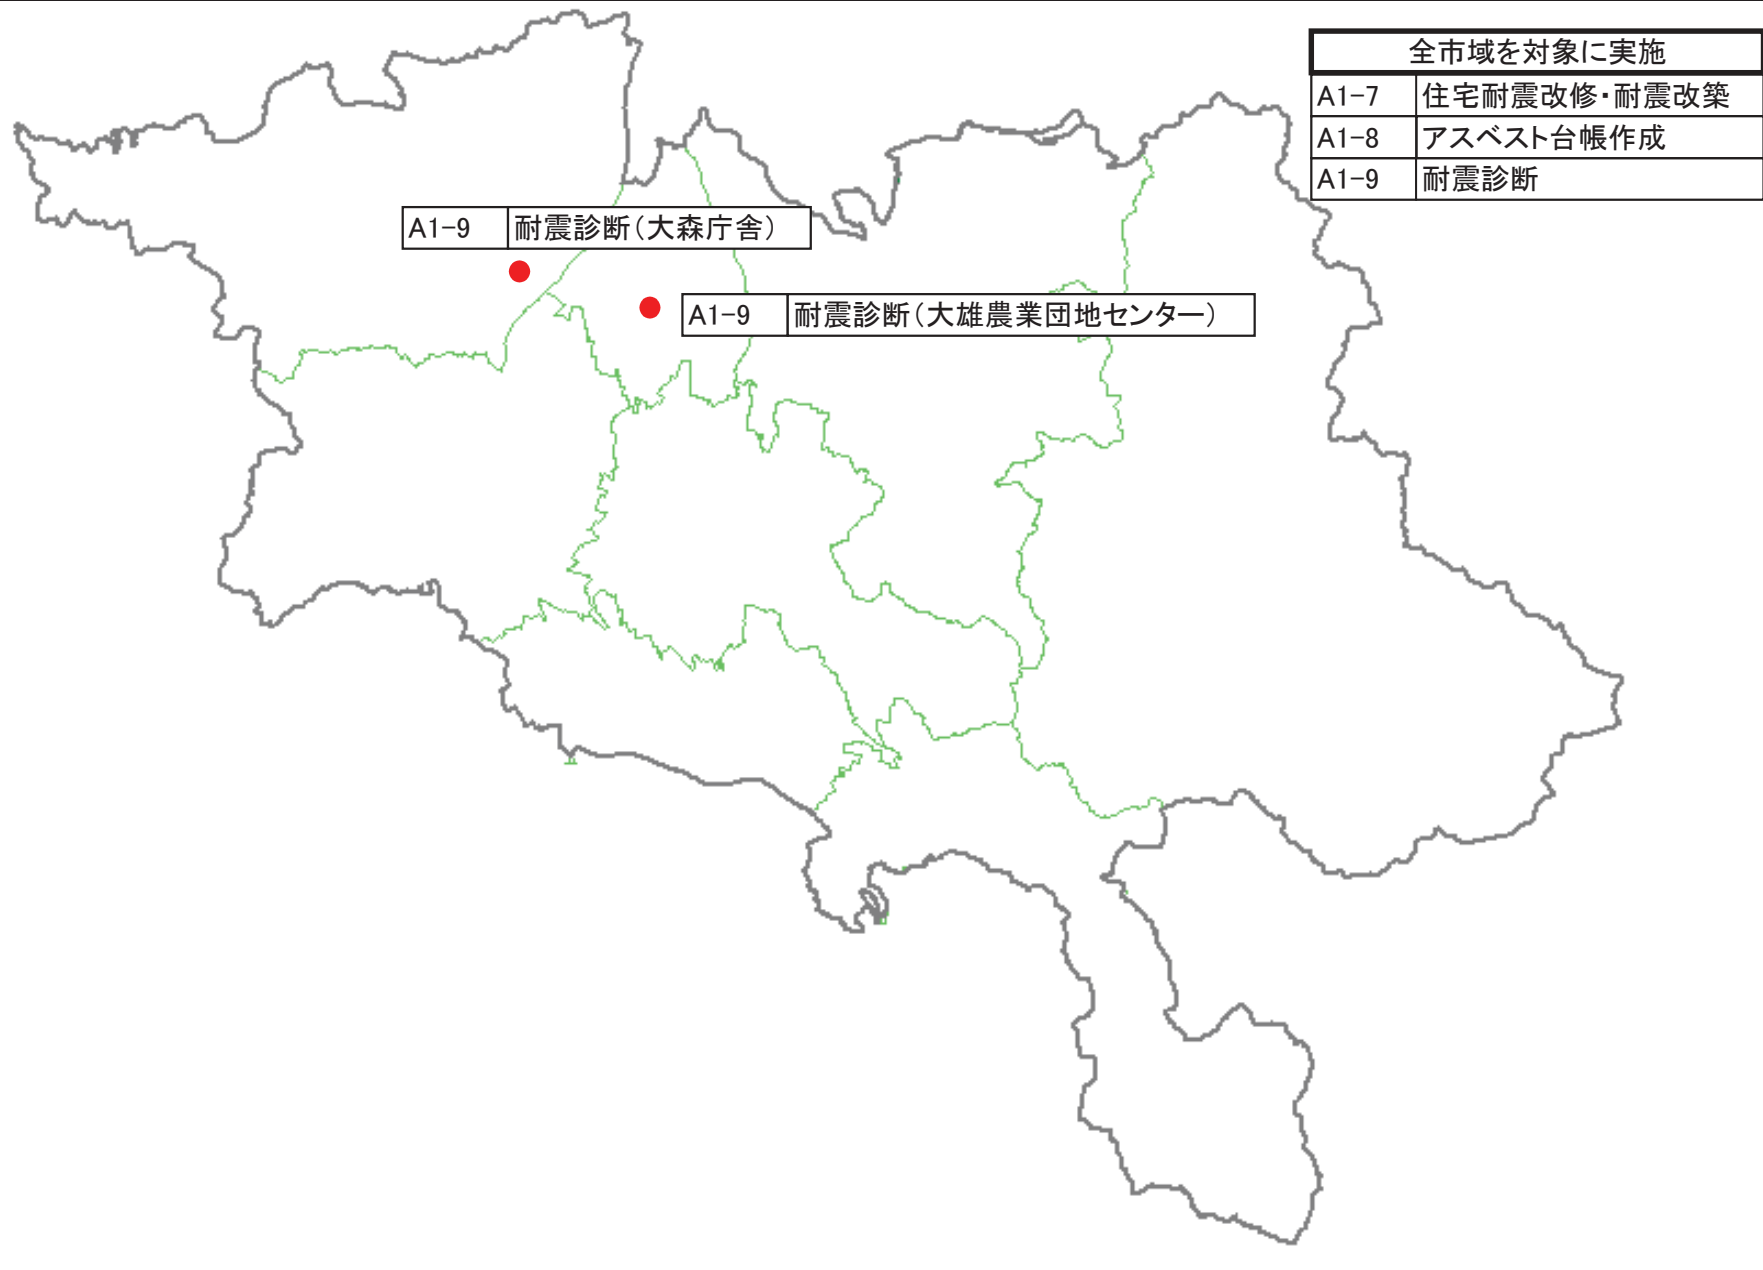 全市域を対象に実施
A1-7 住宅耐震改修・耐震改築
A1-8 アスベスト台帳作成
A1-9 耐震診断
A1-9 耐震診断（大森庁舎）
A1-9 耐震診断（大雄農業団地センター）